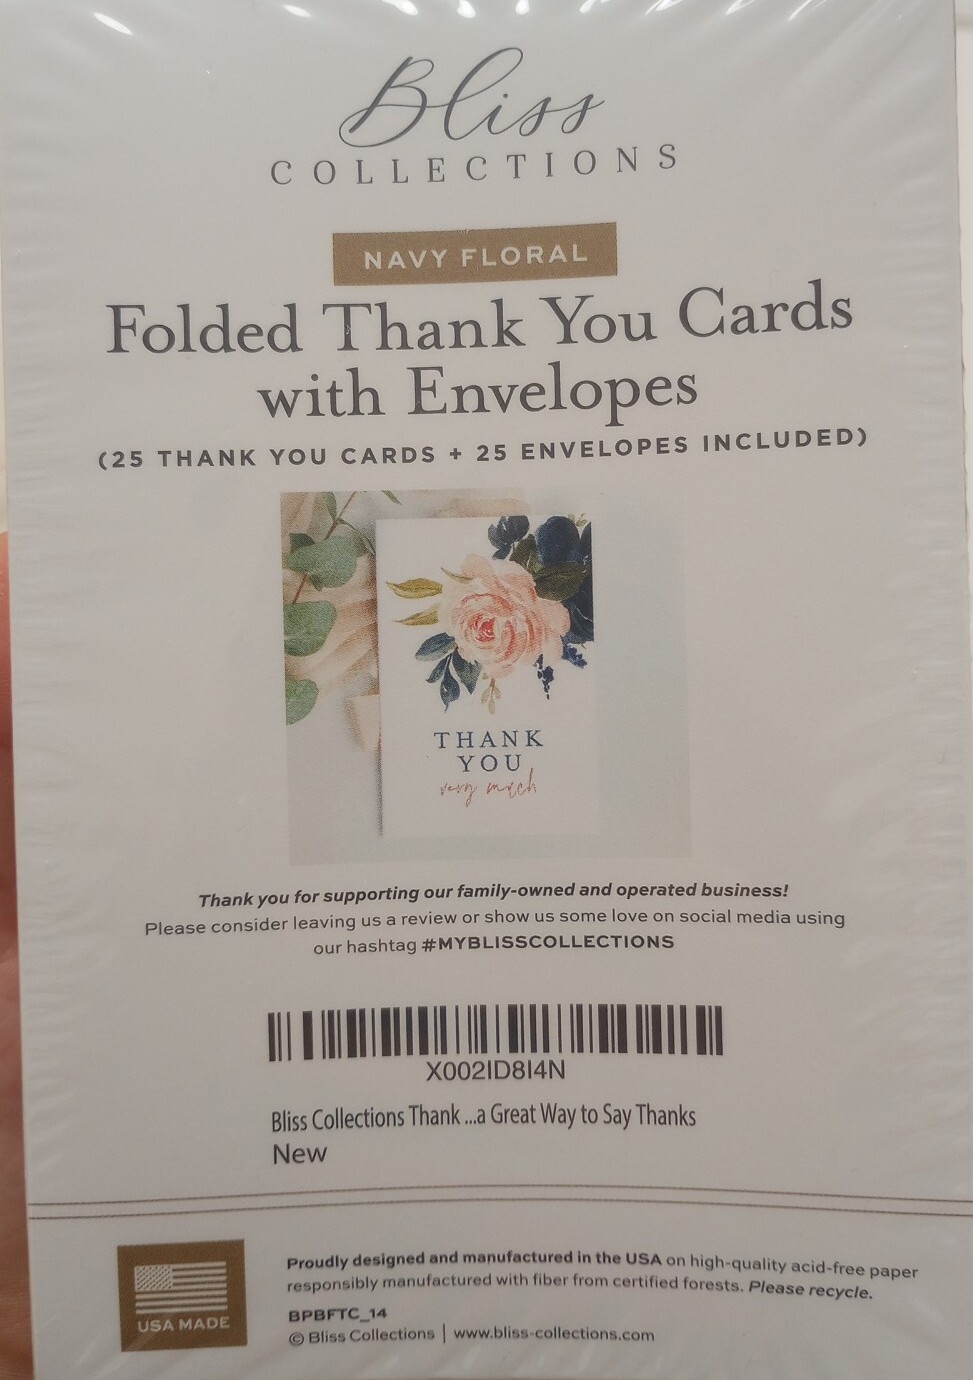 Bliss
COLLECTIONS
NAVY FLORAL
Folded Thank You Cards
with Envelopes
(25 THANK YOU CARDS + 25 ENVELOPES INCLUDED)
THANK
YOU
very much
Thank you for supporting our family-owned and operated business!
Please consider leaving us a review or show us some love on social media using
our hashtag #MYBLISSCOLLECTIONS
X002ID8I4N
Bliss Collections Thank ...a Great Way to Say Thanks
New
Proudly designed and manufactured in the USA on high-quality acid-free paper
responsibly manufactured with fiber from certified forests. Please recycle.
USA MADE
BPBFTC_14
© Bliss Collections | www.bliss-collections.com